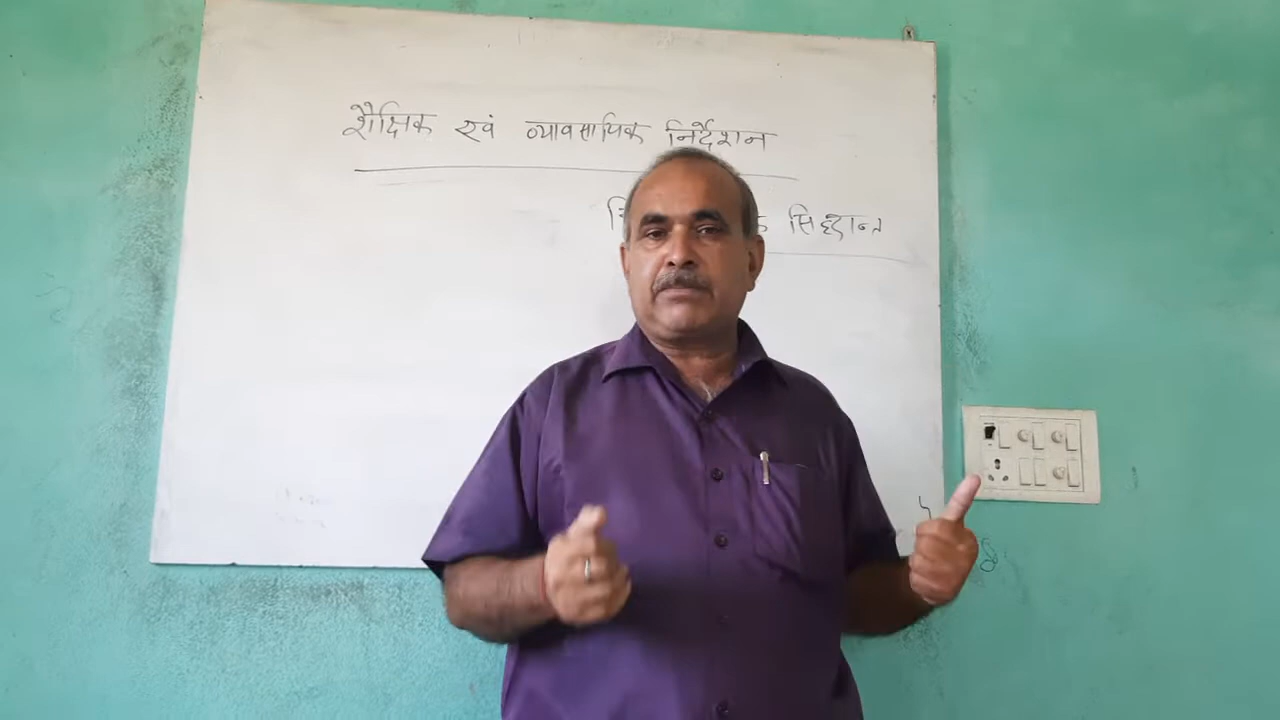 शैक्षिक एवं व्यावसायिक निर्देशन
सिद्धान्त